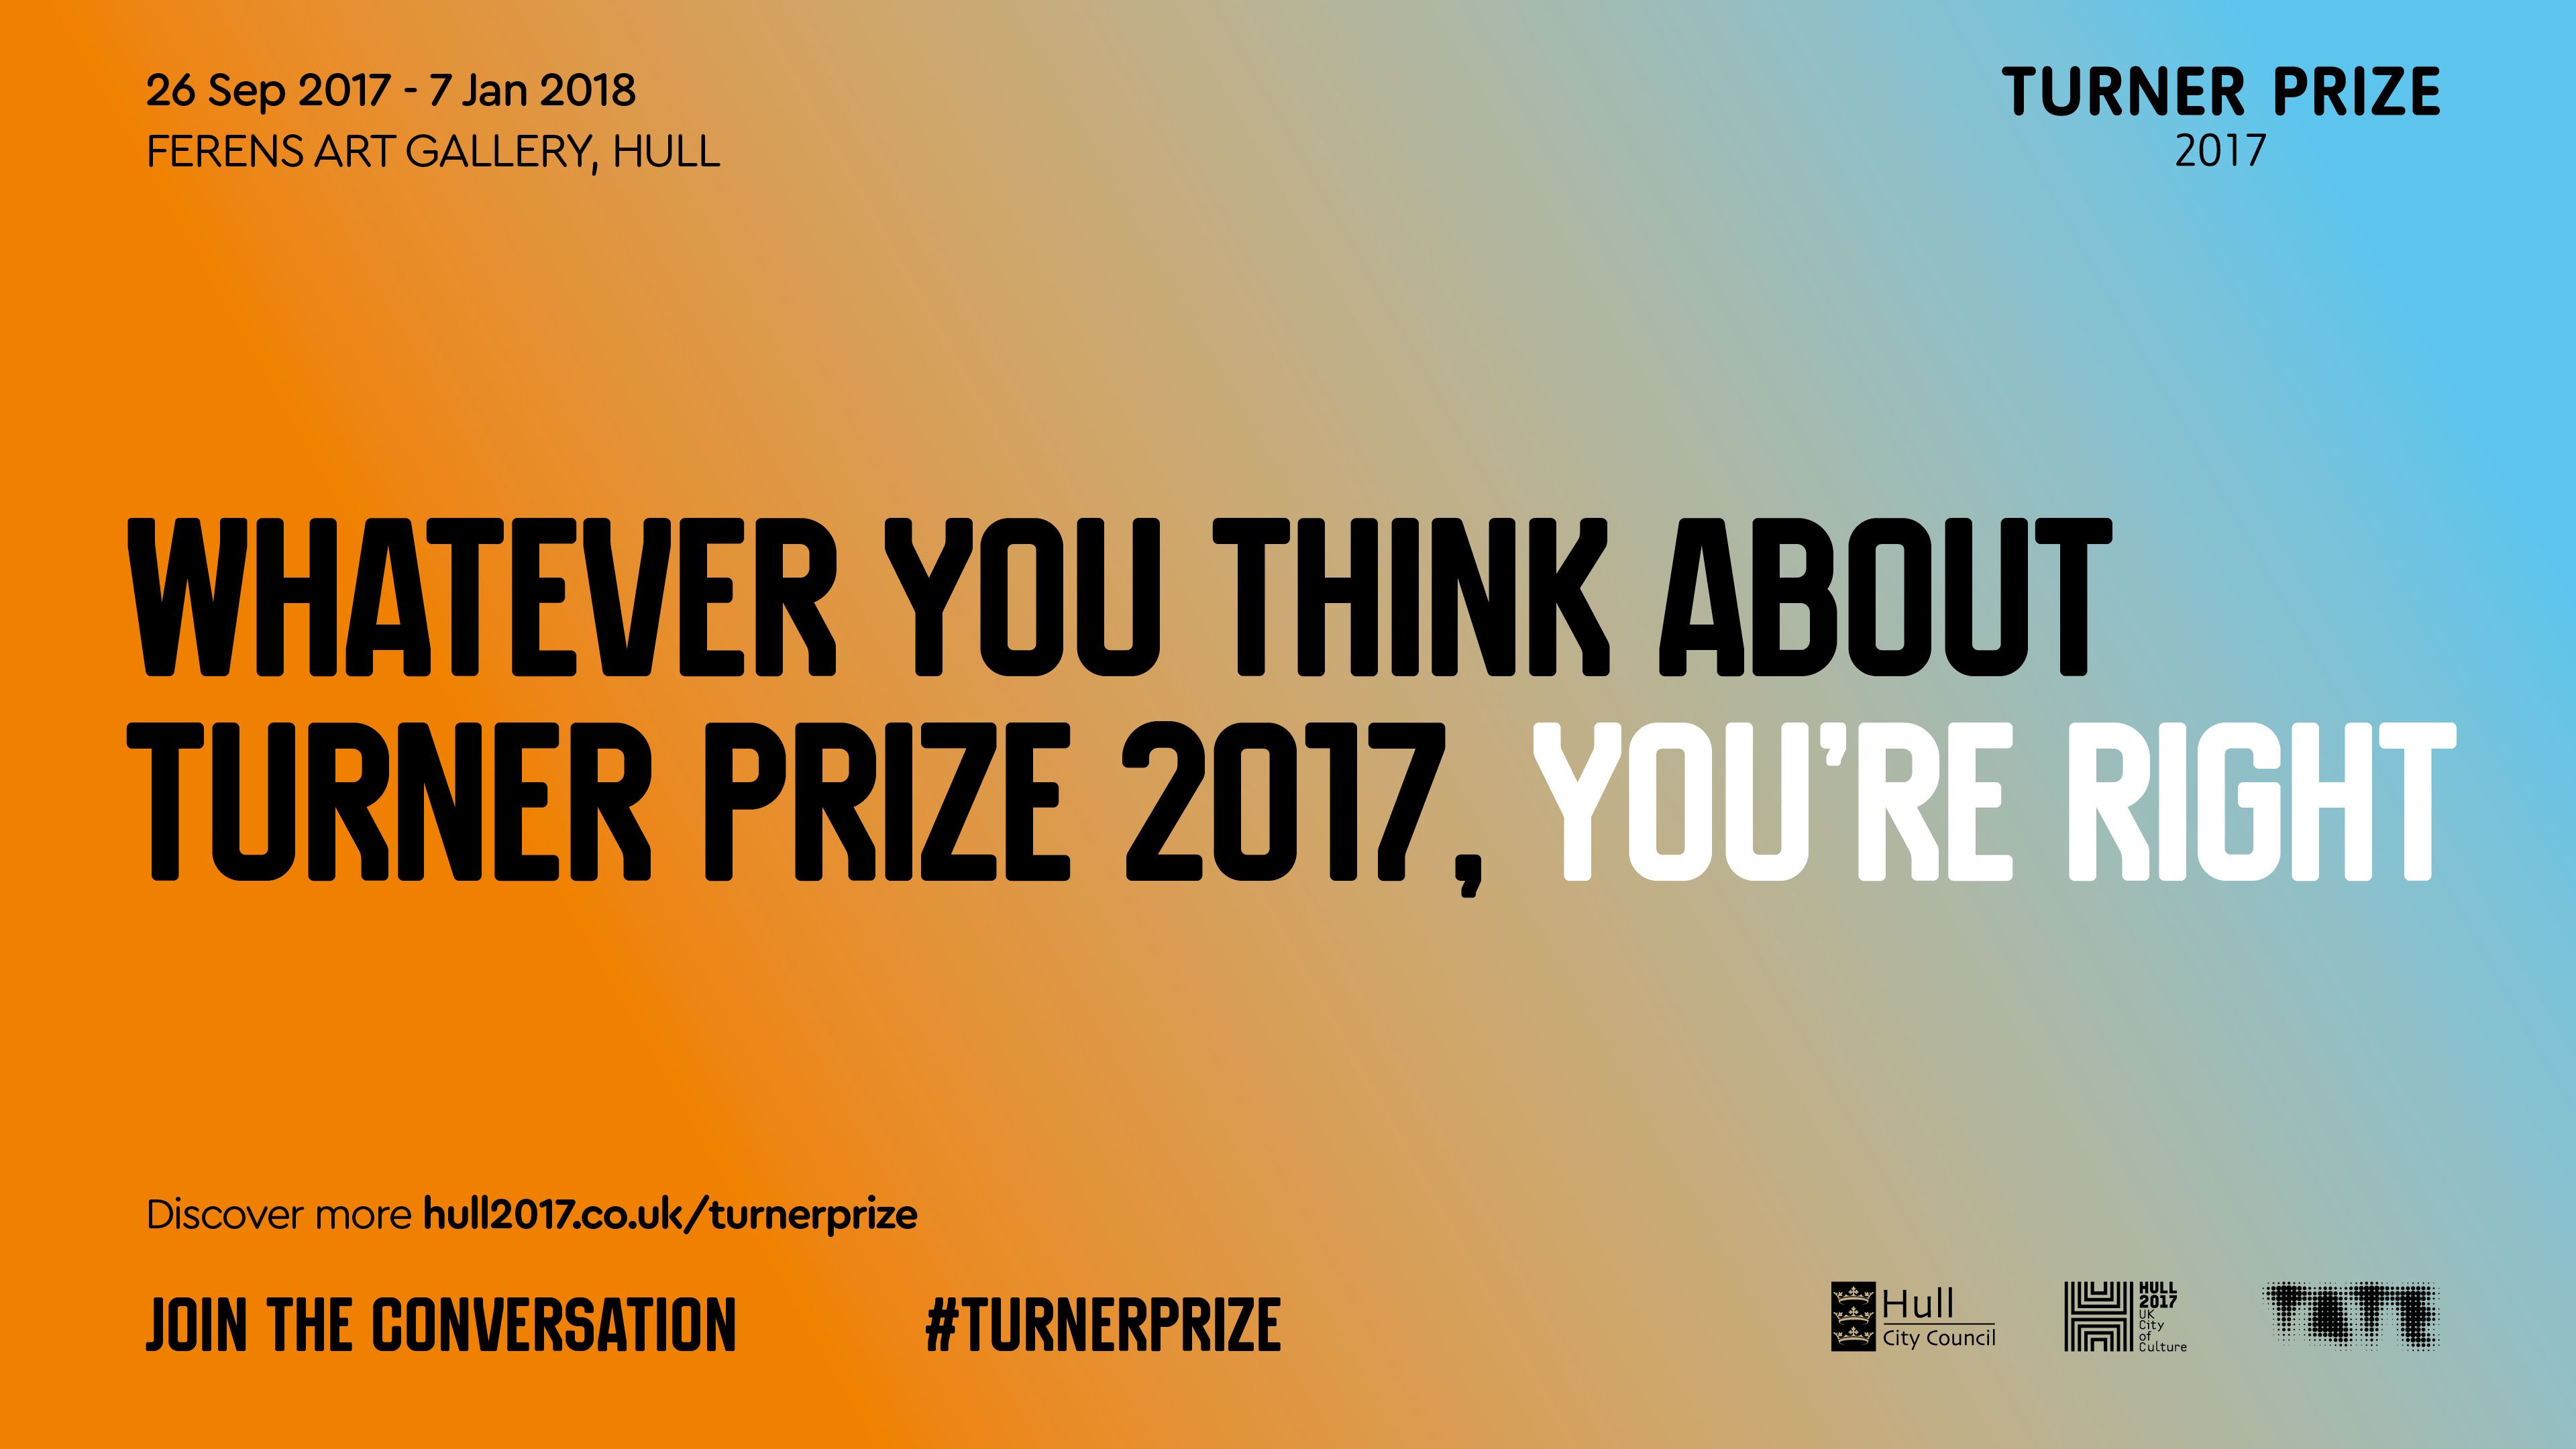 26 Sep 2017 - 7 Jan 2018
FERENS ART GALLERY, HULL
TURNER PRIZE
2017
WHATEVER YOU THINK ABOUT
TURNER PRIZE 2017, YOU'RE RIGHT
Discover more hull2017.co.uk/turnerprize
JOIN THE CONVERSATION
#TURNERPRIZE
Hull
City Council
HULL
2017
UK
City
of
Culture
TATE